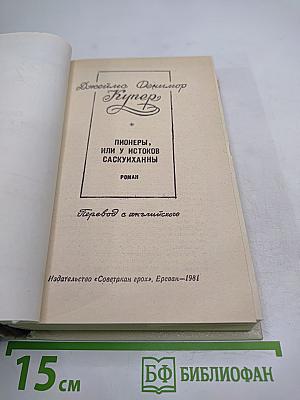 Джеймс Фенимор
Купер
*
ПИОНЕРЫ,
ИЛИ У ИСТОКОВ
САСКУИХАННЫ
РОМАН
Перевод с английского
Издательство «Советакан грох», Ереван—1981
15 см
БФ БИБЛИОФАН